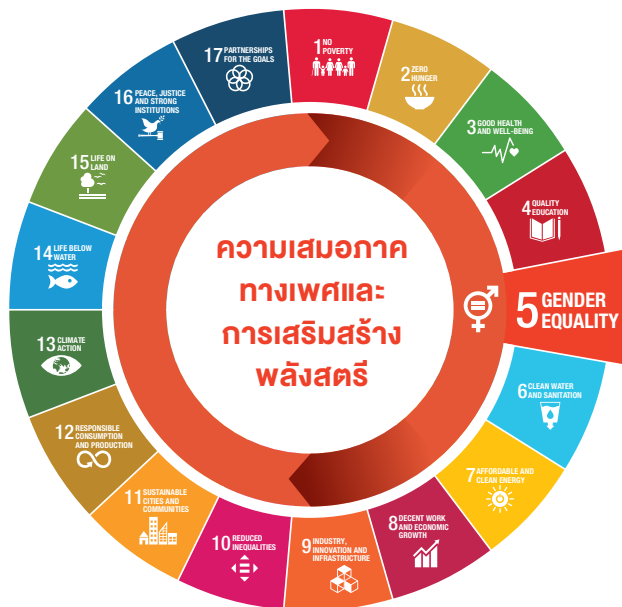 1 NO
POVERTY
2 ZERO
HUNGER
3 GOOD HEALTH
AND WELL-BEING
4 QUALITY
EDUCATION
5 GENDER
EQUALITY
6 CLEAN WATER
AND SANITATION
7 AFFORDABLE AND
CLEAN ENERGY
8 DECENT WORK
AND ECONOMIC
GROWTH
9 INDUSTRY,
INNOVATION AND
INFRASTRUCTURE
10 REDUCED
INEQUALITIES
11 SUSTAINABLE
CITIES AND
COMMUNITIES
12 RESPONSIBLE
CONSUMPTION
AND PRODUCTION
13 CLIMATE
ACTION
14 LIFE BELOW
WATER
15 LIFE ON
LAND
16 PEACE, JUSTICE
AND STRONG
INSTITUTIONS
17 PARTNERSHIPS
FOR THE GOALS
ความเสมอภาค
ทางเพศและ
การเสริมสร้าง
พลังสตรี